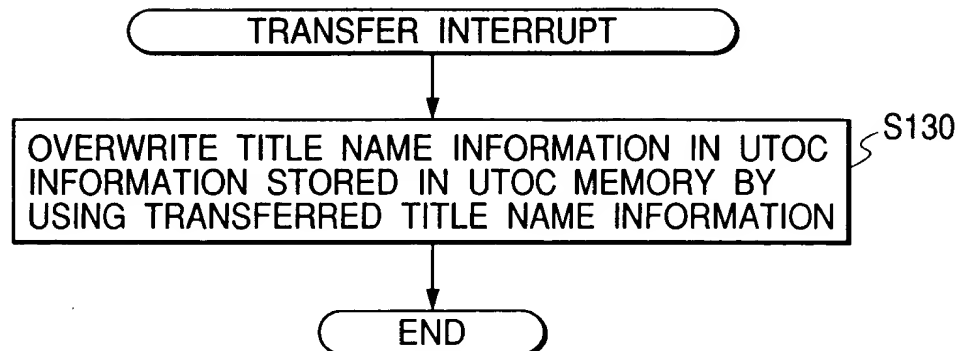 TRANSFER INTERRUPT
S130
OVERWRITE TITLE NAME INFORMATION IN UTOC
INFORMATION STORED IN UTOC MEMORY BY
USING TRANSFERRED TITLE NAME INFORMATION
END